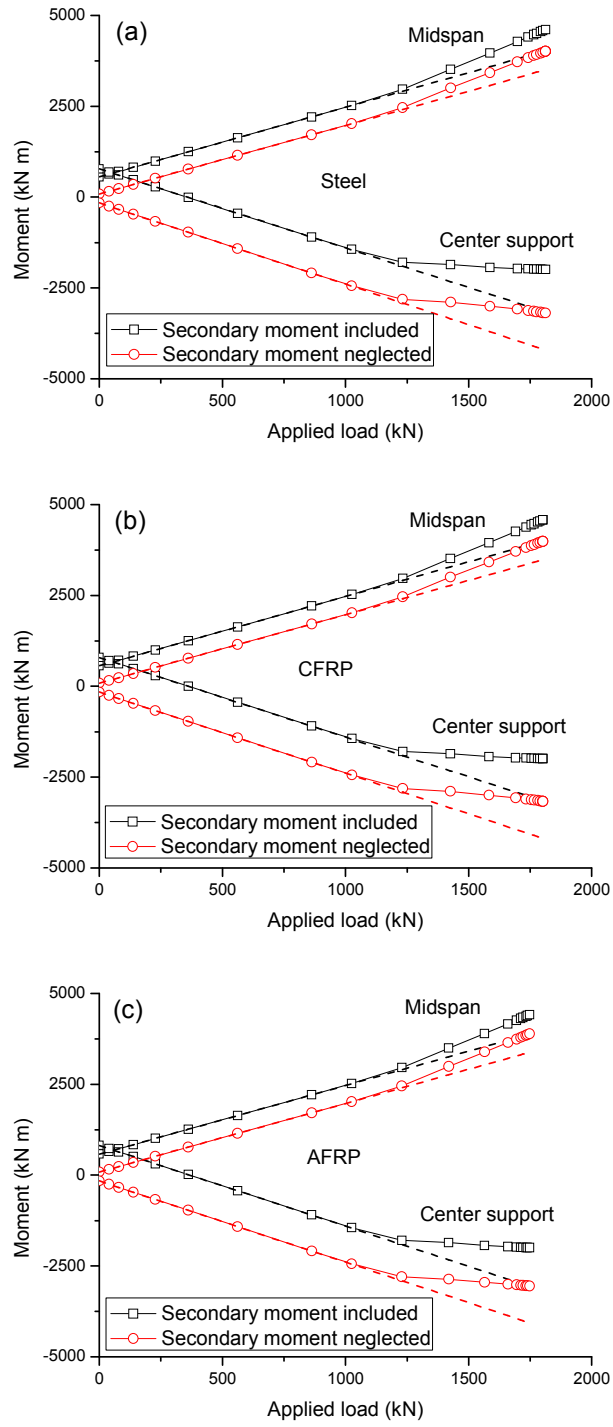 (a)
Midspan
5000
2500
Steel
0
Center support
-2500
Secondary moment included
Secondary moment neglected
-5000
0 500 1000 1500 2000
Moment (kN m)
Applied load (kN)
(b)
Midspan
5000
2500
CFRP
0
Center support
-2500
Secondary moment included
Secondary moment neglected
-5000
0 500 1000 1500 2000
Moment (kN m)
Applied load (kN)
(c)
Midspan
5000
2500
AFRP
0
Center support
-2500
Secondary moment included
Secondary moment neglected
-5000
0 500 1000 1500 2000
Moment (kN m)
Applied load (kN)